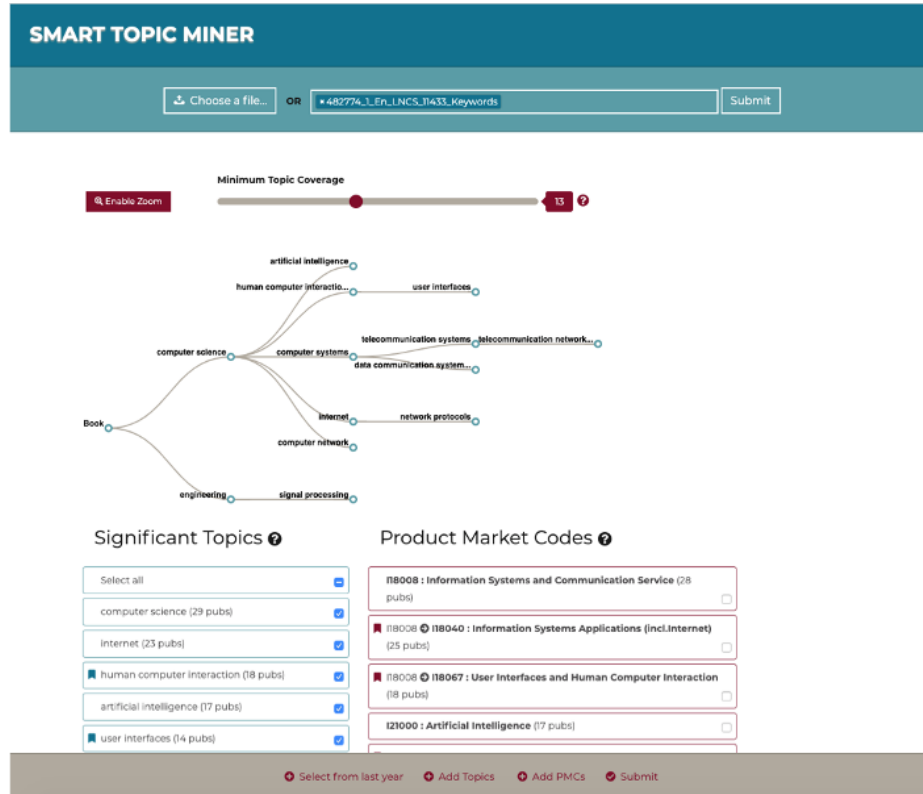 SMART TOPIC MINER
Choose a file...
OR
×482774_1_En_LNCS_11433_Keywords
Submit
Minimum Topic Coverage
Enable Zoom
13
?
artificial intelligence
human computer interactio...
user interfaces
telecommunication systems
telecommunication network...
computer science
computer systems
data communication system...
internet
network protocols
Book
computer network
engineering
signal processing
Significant Topics ?
Product Market Codes ?
Select all
computer science (29 pubs)
internet (23 pubs)
human computer interaction (18 pubs)
artificial intelligence (17 pubs)
user interfaces (14 pubs)
I18008 : Information Systems and Communication Service (28
pubs)
I18008 I18040 : Information Systems Applications (incl.Internet)
(25 pubs)
I18008 I18067 : User Interfaces and Human Computer Interaction
(18 pubs)
I21000 : Artificial Intelligence (17 pubs)
Select from last year
Add Topics
Add PMCs
Submit